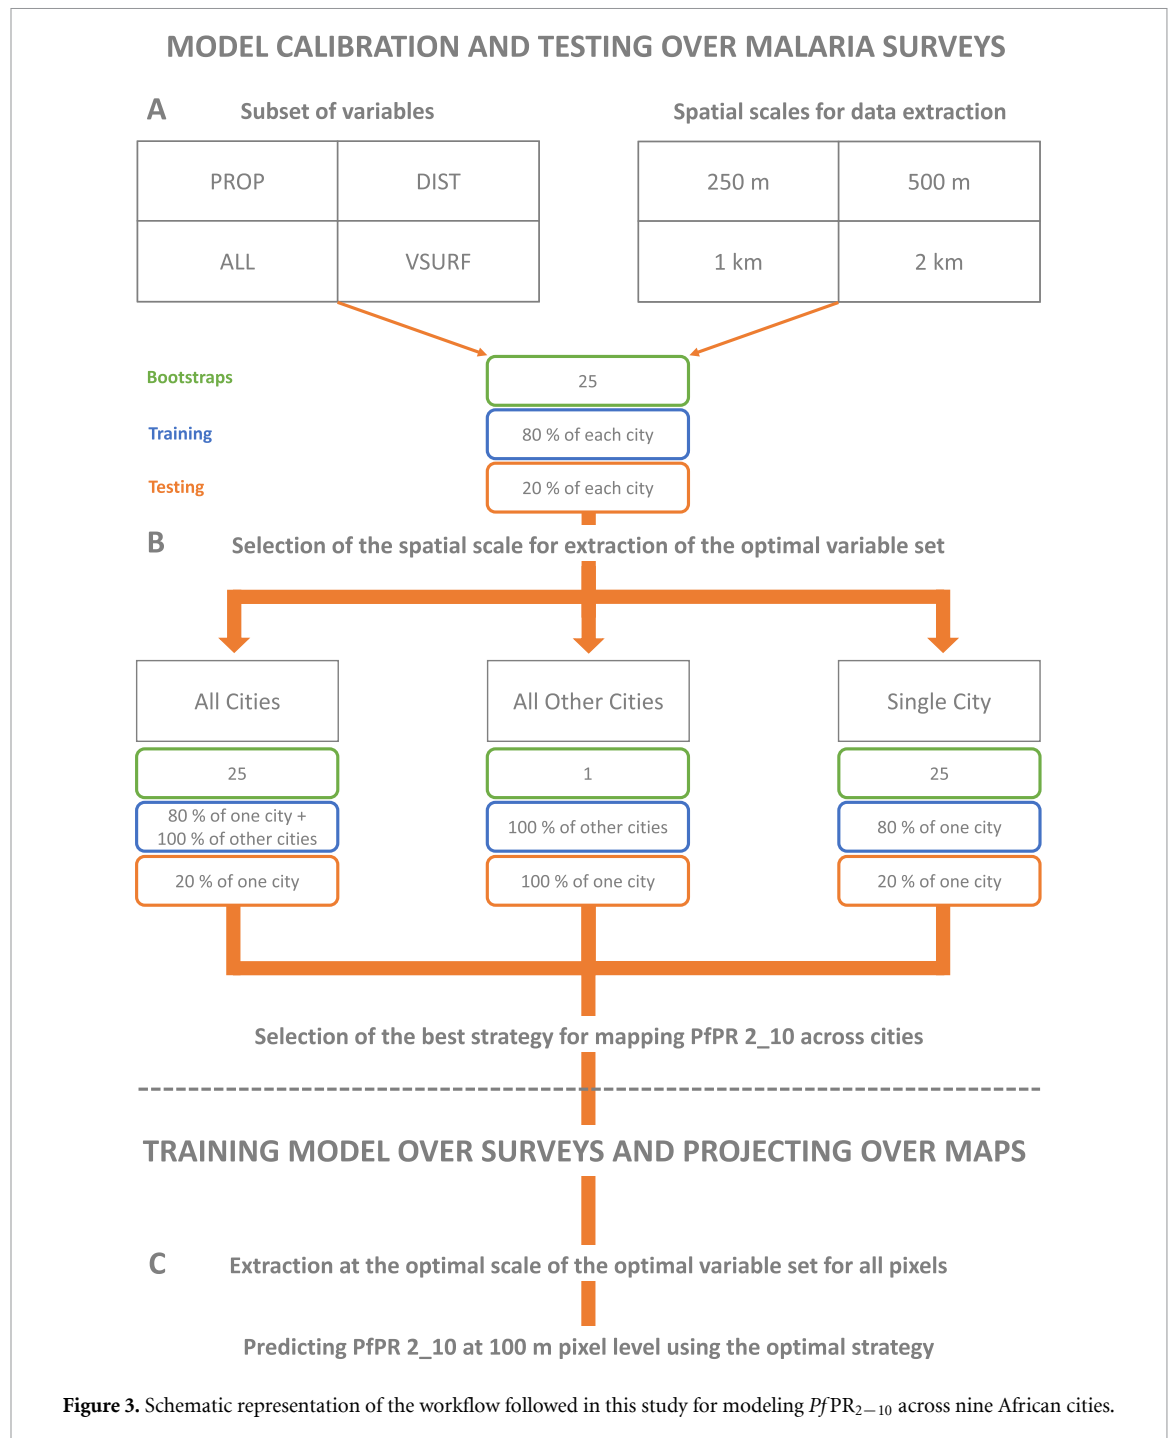 MODEL CALIBRATION AND TESTING OVER MALARIA SURVEYS
A
Subset of variables
Spatial scales for data extraction
PROP
DIST
250 m
500 m
ALL
VSURF
1 km
2 km
Bootstraps
25
Training
80 % of each city
Testing
20 % of each city
B
Selection of the spatial scale for extraction of the optimal variable set
All Cities
All Other Cities
Single City
25
1
25
80 % of one city +
100 % of other cities
100 % of other cities
80 % of one city
20 % of one city
100 % of one city
20 % of one city
Selection of the best strategy for mapping PfPR 2_10 across cities
TRAINING MODEL OVER SURVEYS AND PROJECTING OVER MAPS
C
Extraction at the optimal scale of the optimal variable set for all pixels
Predicting PfPR 2_10 at 100 m pixel level using the optimal strategy
Figure 3. Schematic representation of the workflow followed in this study for modeling PfPR2−10 across nine African cities.